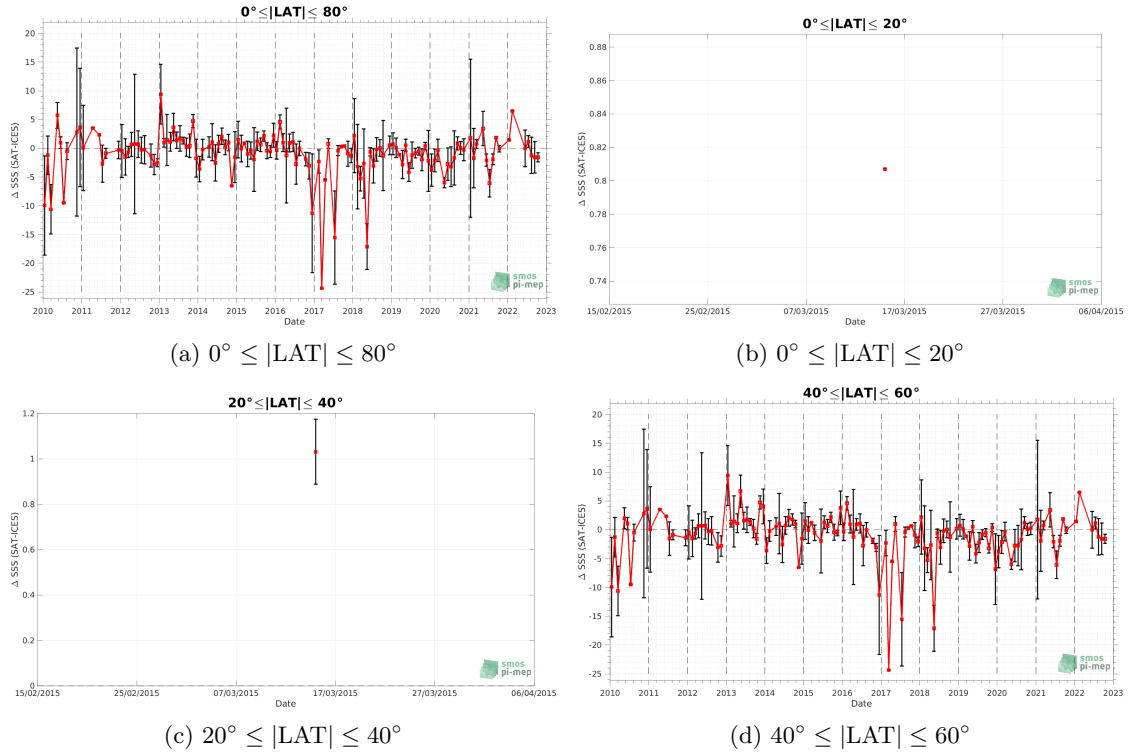 0°≤|LAT|≤ 80°
Δ SSS (SAT-ICES)
20
15
10
5
0
-5
-10
-15
-20
-25
2010 2011 2012 2013 2014 2015 2016 2017 2018 2019 2020 2021 2022 2023
Date
smos
pi-mep
(a) 0° ≤ |LAT| ≤ 80°
0°≤|LAT|≤ 20°
Δ SSS (SAT-ICES)
0.88
0.86
0.84
0.82
0.8
0.78
0.76
0.74
15/02/2015 25/02/2015 07/03/2015 17/03/2015 27/03/2015 06/04/2015
Date
smos
pi-mep
(b) 0° ≤ |LAT| ≤ 20°
20°≤|LAT|≤ 40°
Δ SSS (SAT-ICES)
1.2
1
0.8
0.6
0.4
0.2
0
15/02/2015 25/02/2015 07/03/2015 17/03/2015 27/03/2015 06/04/2015
Date
smos
pi-mep
(c) 20° ≤ |LAT| ≤ 40°
40°≤|LAT|≤ 60°
Δ SSS (SAT-ICES)
20
15
10
5
0
-5
-10
-15
-20
-25
2010 2011 2012 2013 2014 2015 2016 2017 2018 2019 2020 2021 2022 2023
Date
smos
pi-mep
(d) 40° ≤ |LAT| ≤ 60°